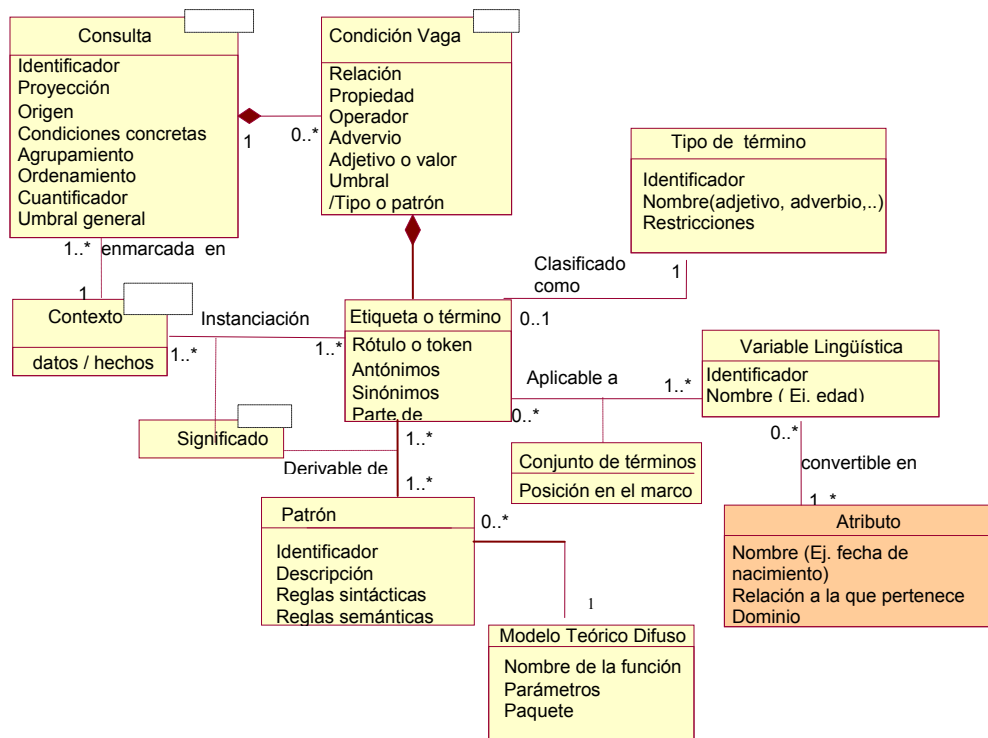 Consulta
Identificador
Proyección
Origen
Condiciones concretas
Agrupamiento
Ordenamiento
Cuantificador
Umbral general
1
0..*
Condición Vaga
Relación
Propiedad
Operador
Advervio
Adjetivo o valor
Umbral
/Tipo o patrón
Tipo de término
Identificador
Nombre(adjetivo, adverbio,..)
Restricciones
1..* enmarcada en
1
Clasificado
como
1
0..1
Contexto
datos / hechos
Instanciación
1..*
1..*
Etiqueta o término
Rótulo o token
Antónimos
Sinónimos
Parte de
Aplicable a
0..*
1..*
Variable Lingüística
Identificador
Nombre ( Ej. edad)
Significado
Derivable de
1..*
1..*
Conjunto de términos
Posición en el marco
0..*
convertible en
1..*
Patrón
Identificador
Descripción
Reglas sintácticas
Reglas semánticas
0..*
1
Atributo
Nombre (Ej. fecha de
nacimiento)
Relación a la que pertenece
Dominio
Modelo Teórico Difuso
Nombre de la función
Parámetros
Paquete